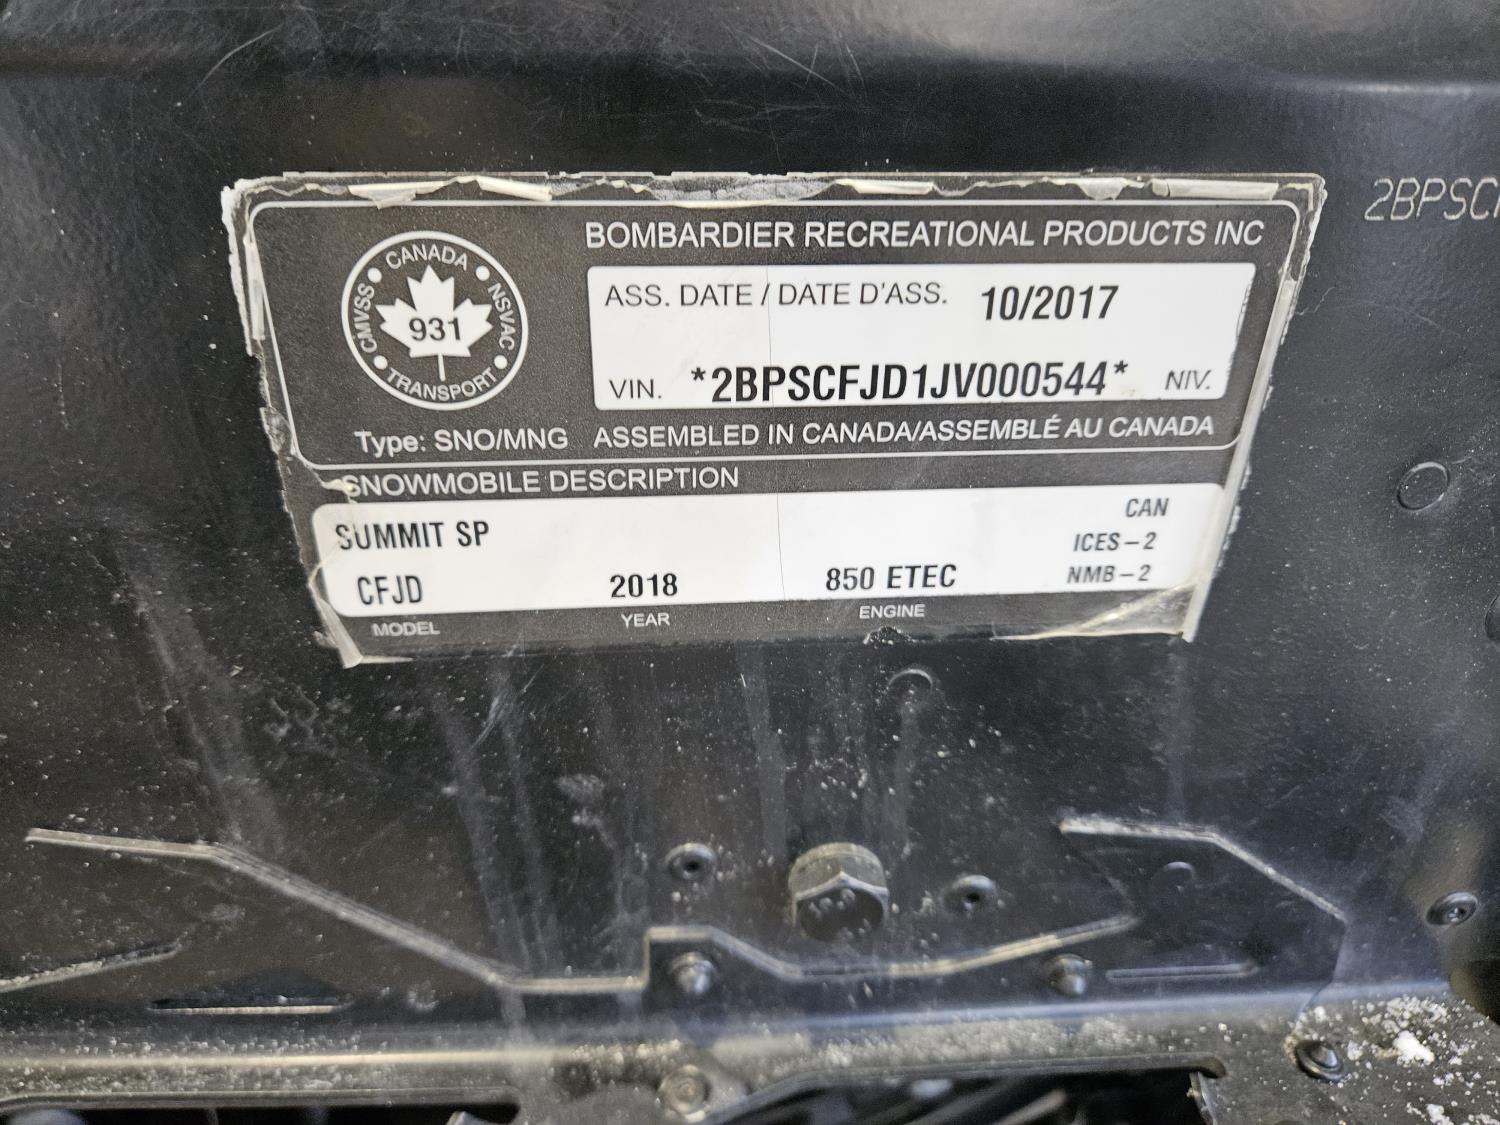 BOMBARDIER RECREATIONAL PRODUCTS INC
CANADA
CMVSS
NSVAC
931
TRANSPORT
ASS. DATE / DATE D'ASS. 10/2017
VIN. *2BPSCFJD1JV000544* NIV.
Type: SNO/MNG ASSEMBLED IN CANADA/ASSEMBLÉ AU CANADA
SNOWMOBILE DESCRIPTION
SUMMIT SP
CAN
ICES-2
CFJD 2018 850 ETEC NMB-2
MODEL YEAR ENGINE
2BPSC